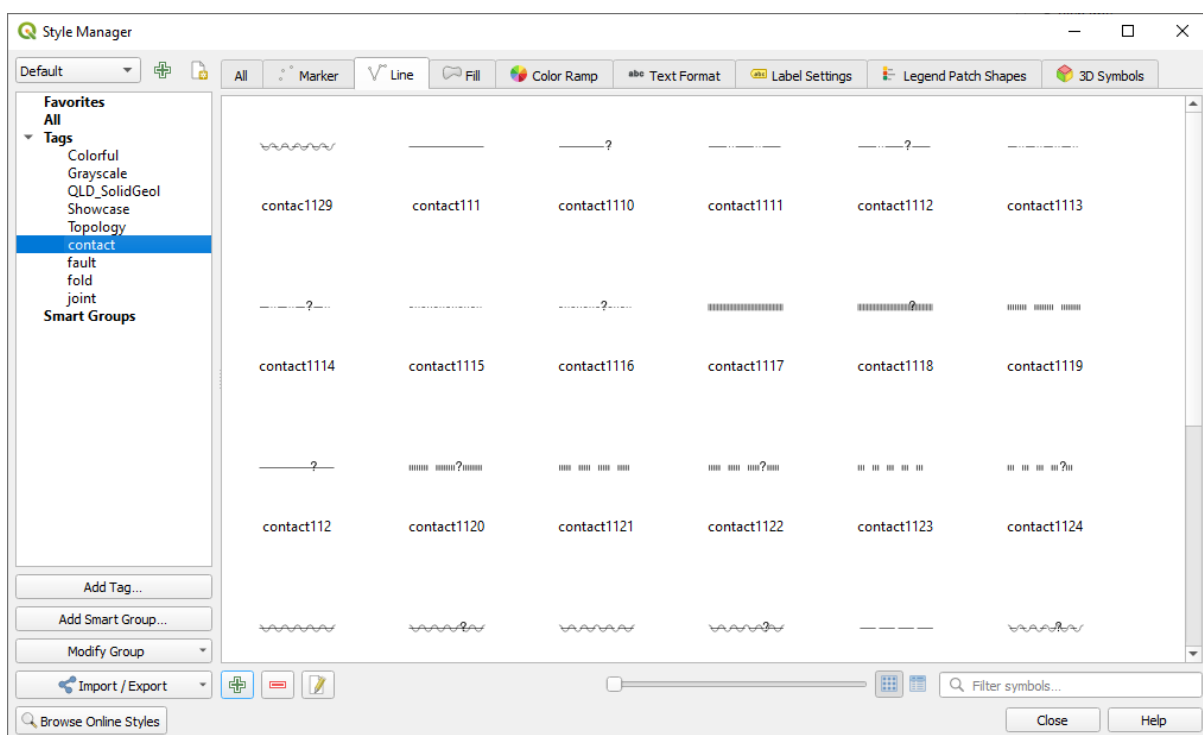 Style Manager
Default
All
Marker
Line
Fill
Color Ramp
abc Text Format
abc Label Settings
Legend Patch Shapes
3D Symbols
Favorites
All
Tags
Colorful
Grayscale
QLD_SolidGeol
Showcase
Topology
contact
fault
fold
joint
Smart Groups
?
?
contac1129 contact111 contact1110 contact1111 contact1112 contact1113
?
?
?
contact1114 contact1115 contact1116 contact1117 contact1118 contact1119
?
?
?
?
contact112 contact1120 contact1121 contact1122 contact1123 contact1124
?
?
?
Add Tag...
Add Smart Group...
Modify Group
Import / Export
Filter symbols...
Browse Online Styles
Close
Help